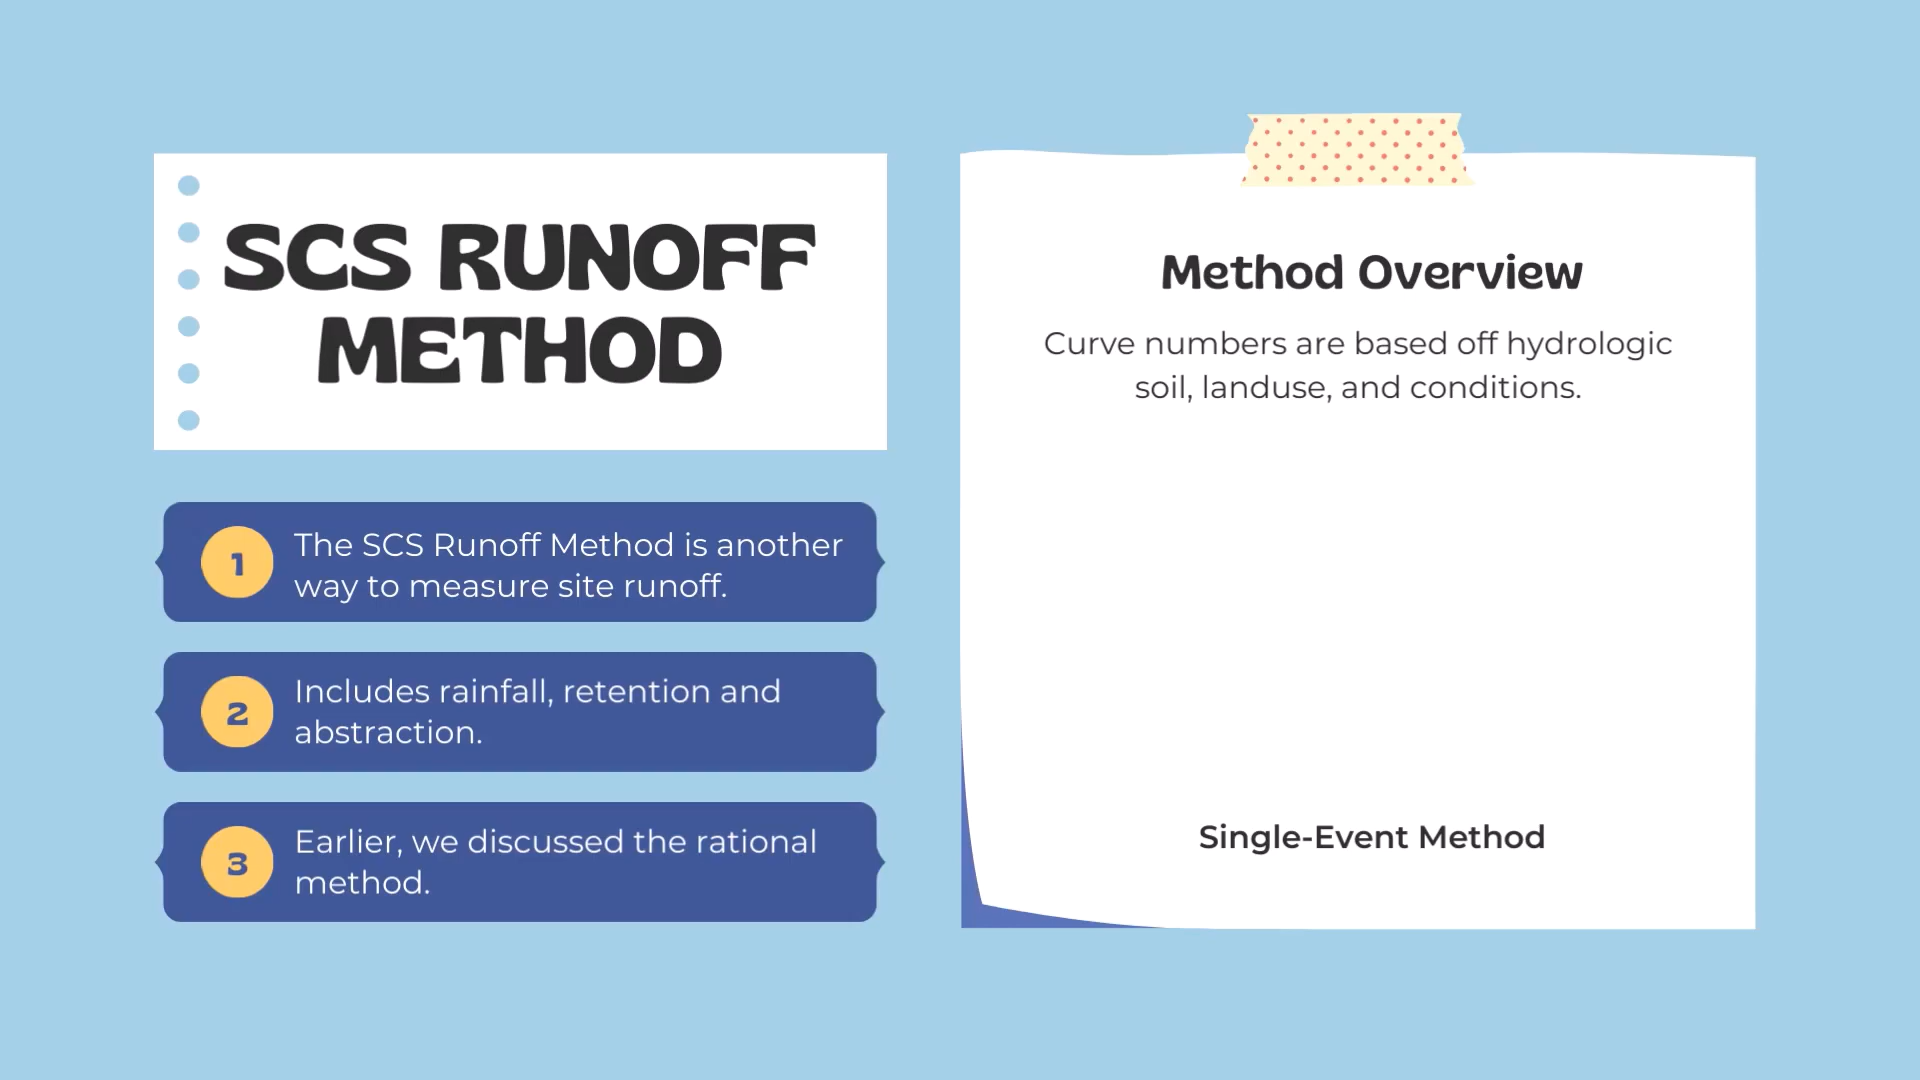 SCS RUNOFF
METHOD
1
The SCS Runoff Method is another
way to measure site runoff.
2
Includes rainfall, retention and
abstraction.
3
Earlier, we discussed the rational
method.
Method Overview
Curve numbers are based off hydrologic
soil, landuse, and conditions.
Single-Event Method